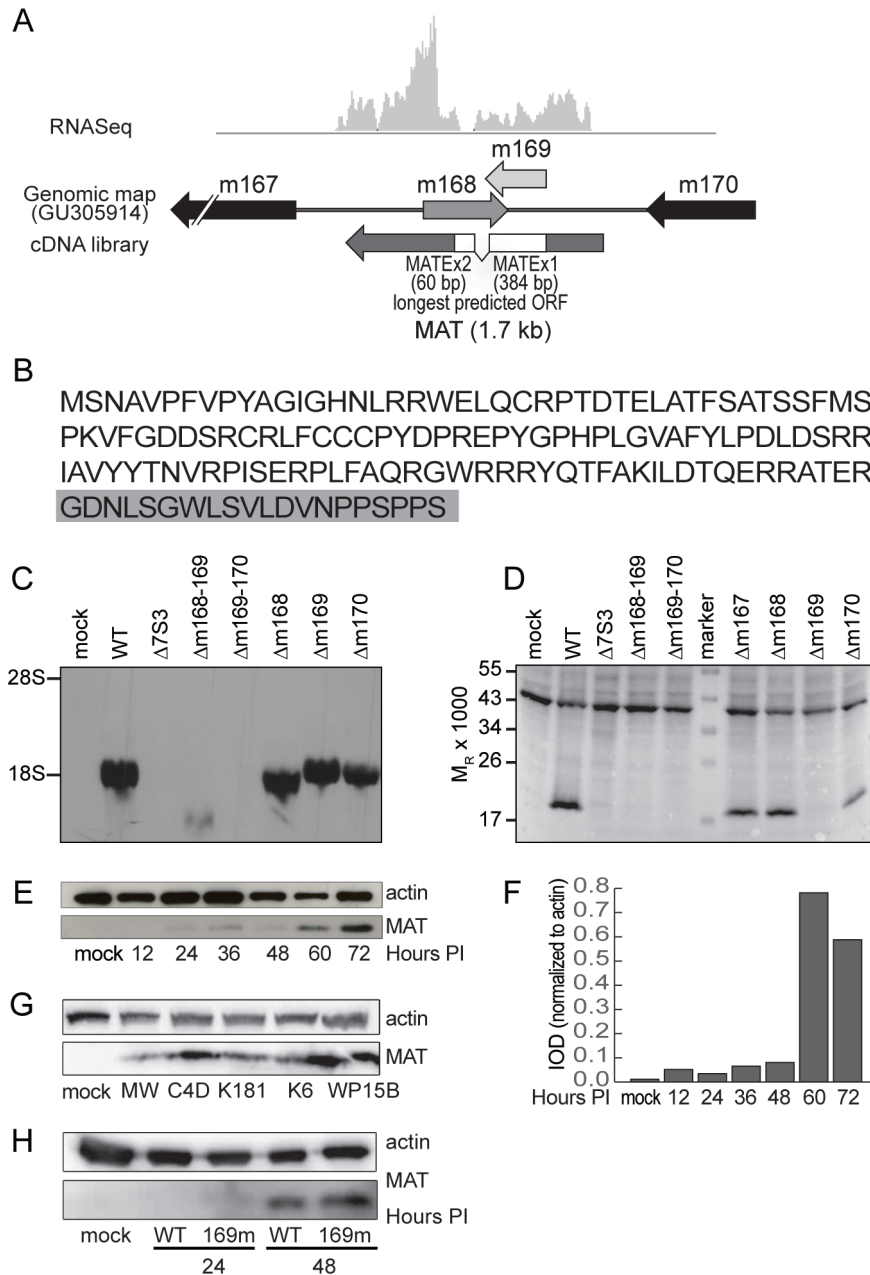 A
RNASeq
m169
m167
m168
m170
Genomic map
(GU305914)
cDNA library
MATEx2
(60 bp)
MATEx1
(384 bp)
longest predicted ORF
MAT (1.7 kb)
B
MSNAVPFVPYAGIGHNLRRWELQCRPTDTELATFSATSSFMS
PKVFGDDSRCRLFCCCPYDPREPYGPHPLGVAFYLPDLDSRR
IAVYYTNVRPISERPLFAQRGWRRRYQTFAKILDTQERRATER
GDNLSGWLSVLDVNPPSPPS
C
mock
WT
Δ7S3
Δm168-169
Δm169-170
Δm168
Δm169
Δm170
28S
18S
D
mock
WT
Δ7S3
Δm168-169
Δm169-170
marker
Δm167
Δm168
Δm169
Δm170
MR x 1000
55
43
34
26
17
E
actin
MAT
mock 12 24 36 48 60 72 Hours PI
F
IOD (normalized to actin)
0.8
0.7
0.6
0.5
0.4
0.3
0.2
0.1
0.0
Hours PI mock 12 24 36 48 60 72
G
actin
MAT
mock MW C4D K181 K6 WP15B
H
actin
MAT
Hours PI
mock WT 169m WT 169m
24 48